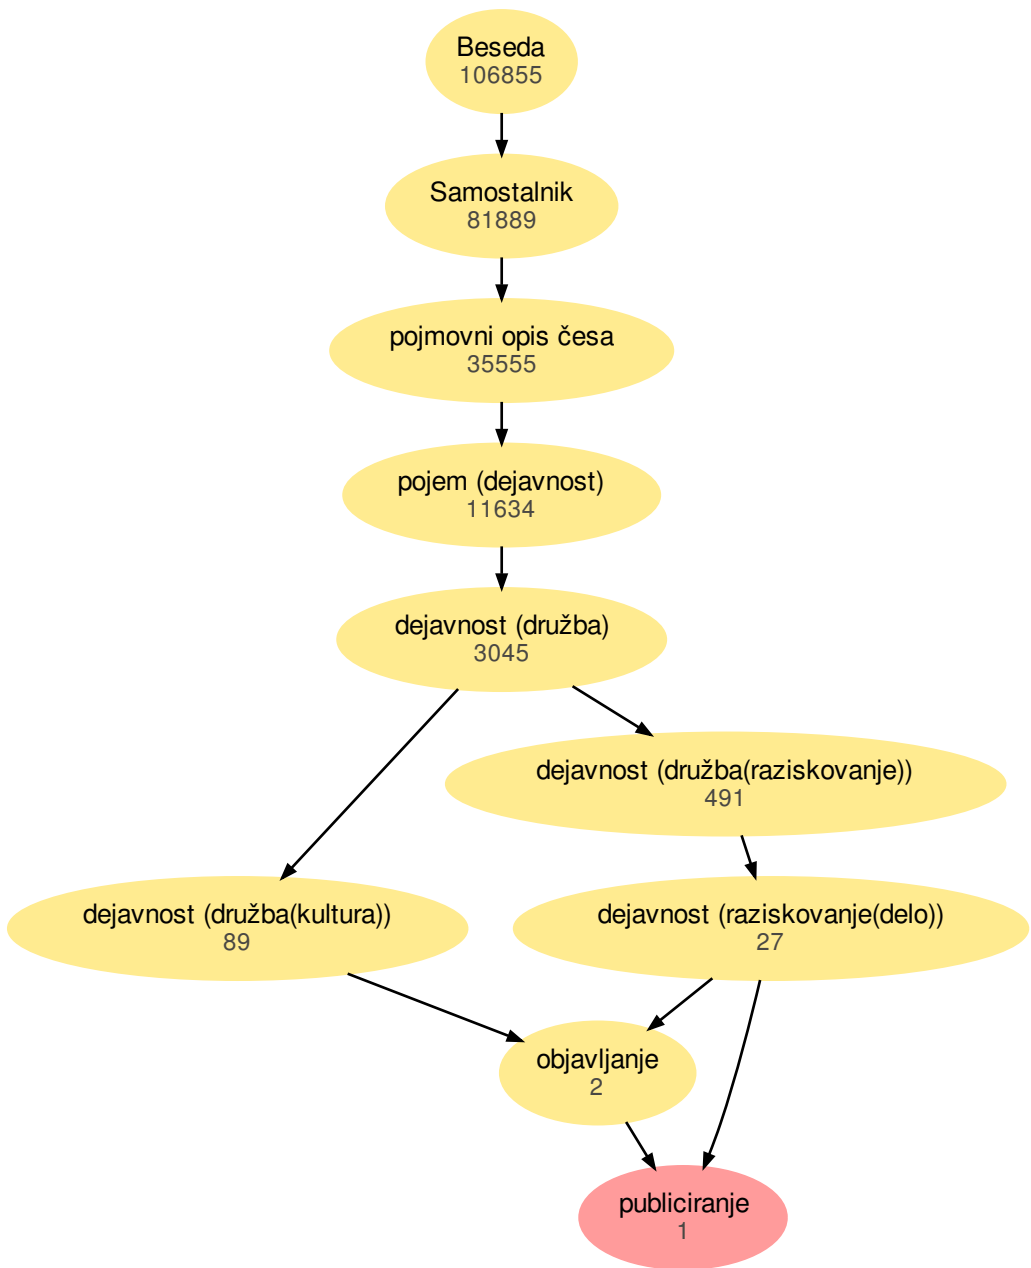 Beseda
106855
Samostalnik
81889
pojmovni opis česa
35555
pojem (dejavnost)
11634
dejavnost (družba)
3045
dejavnost (družba(raziskovanje))
491
dejavnost (družba(kultura))
89
dejavnost (raziskovanje(delo))
27
objavljanje
2
publiciranje
1